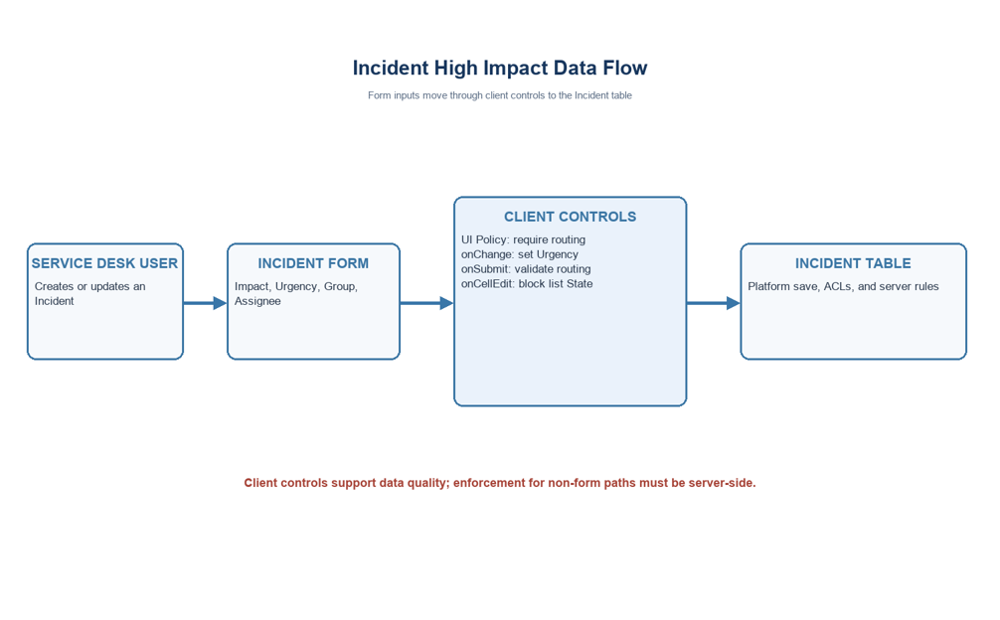 Incident High Impact Data Flow
Form inputs move through client controls to the Incident table
SERVICE DESK USER
Creates or updates an
Incident
INCIDENT FORM
Impact, Urgency, Group,
Assignee
CLIENT CONTROLS
UI Policy: require routing
onChange: set Urgency
onSubmit: validate routing
onCellEdit: block list State
INCIDENT TABLE
Platform save, ACLs, and server rules
Client controls support data quality; enforcement for non-form paths must be server-side.